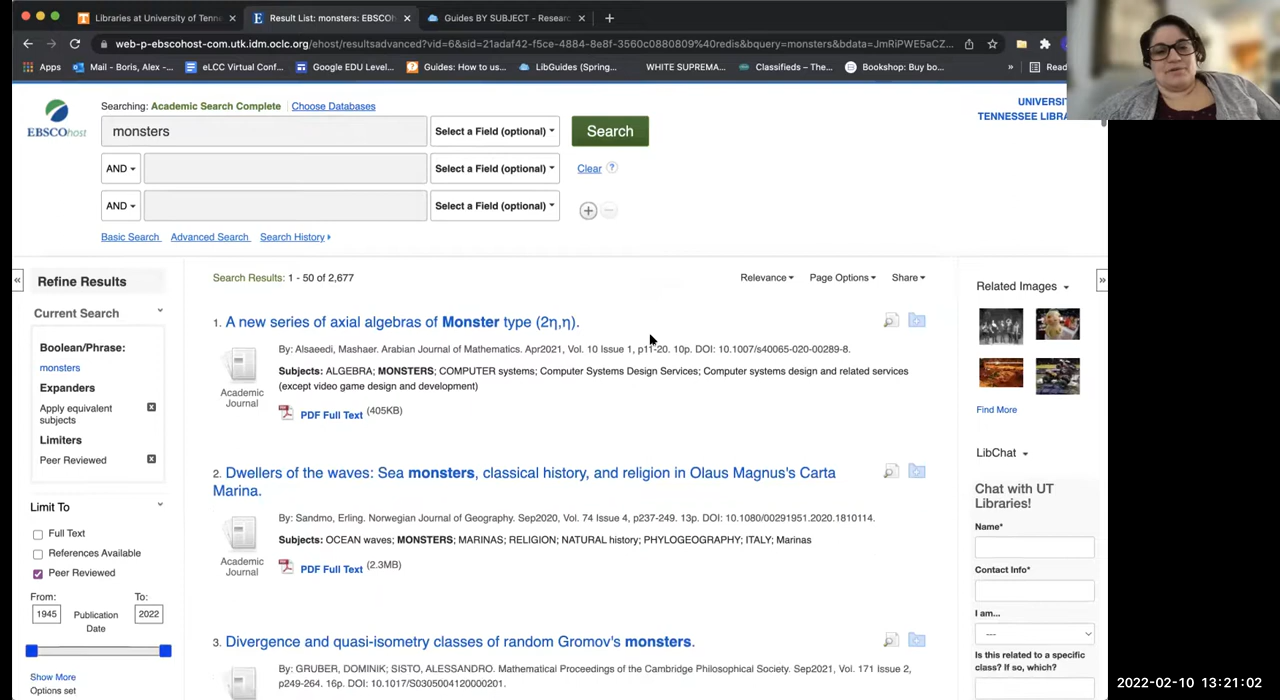 Libraries at University of Tenne
Result List: monsters: EBSCOh
Guides BY SUBJECT - Researc
web-p-ebscohost-com.utk.idm.oclc.org/ehost/resultsadvanced?vid=6&sid=21adaf42-f5ce-4884-8e8f-3560c0880809%40redis&bquery=monsters&bdata=JmRiPWE5aCZ...
Apps
Mail - Boris, Alex -...
eLCC Virtual Conf...
Google EDU Level...
Guides: How to us...
LibGuides (Spring...
WHITE SUPREMA...
Classifieds – The...
Bookshop: Buy bo...
»
Read
EBSCOhost
Searching: Academic Search Complete
Choose Databases
UNIVERSI
TENNESSEE LIBRA
monsters
Select a Field (optional)
Search
AND
Select a Field (optional)
Clear ?
AND
Select a Field (optional)
Basic Search
Advanced Search
Search History
«
Refine Results
Current Search
Boolean/Phrase:
monsters
Expanders
Apply equivalent
subjects
Limiters
Peer Reviewed
Limit To
Full Text
References Available
Peer Reviewed
From:
To:
1945
Publication
Date
2022
Show More
Options set
Search Results: 1 - 50 of 2,677
Relevance
Page Options
Share
1. A new series of axial algebras of Monster type (2η,η).
By: Alsaeedi, Mashaer. Arabian Journal of Mathematics. Apr2021, Vol. 10 Issue 1, p11-20. 10p. DOI: 10.1007/s40065-020-00289-8.
Subjects: ALGEBRA; MONSTERS; COMPUTER systems; Computer Systems Design Services; Computer systems design and related services
(except video game design and development)
Academic
Journal
PDF Full Text (405KB)
2. Dwellers of the waves: Sea monsters, classical history, and religion in Olaus Magnus's Carta
Marina.
By: Sandmo, Erling. Norwegian Journal of Geography. Sep2020, Vol. 74 Issue 4, p237-249. 13p. DOI: 10.1080/00291951.2020.1810114.
Subjects: OCEAN waves; MONSTERS; MARINAS; RELIGION; NATURAL history; PHYLOGEOGRAPHY; ITALY; Marinas
Academic
Journal
PDF Full Text (2.3MB)
3. Divergence and quasi-isometry classes of random Gromov's monsters.
By: GRUBER, DOMINIK; SISTO, ALESSANDRO. Mathematical Proceedings of the Cambridge Philosophical Society. Sep2021, Vol. 171 Issue 2,
p249-264. 16p. DOI: 10.1017/S0305004120000201.
»
Related Images
Find More
LibChat
Chat with UT
Libraries!
Name*
Contact Info*
I am...
---
Is this related to a specific
class? If so, which?
2022-02-10 13:21:02